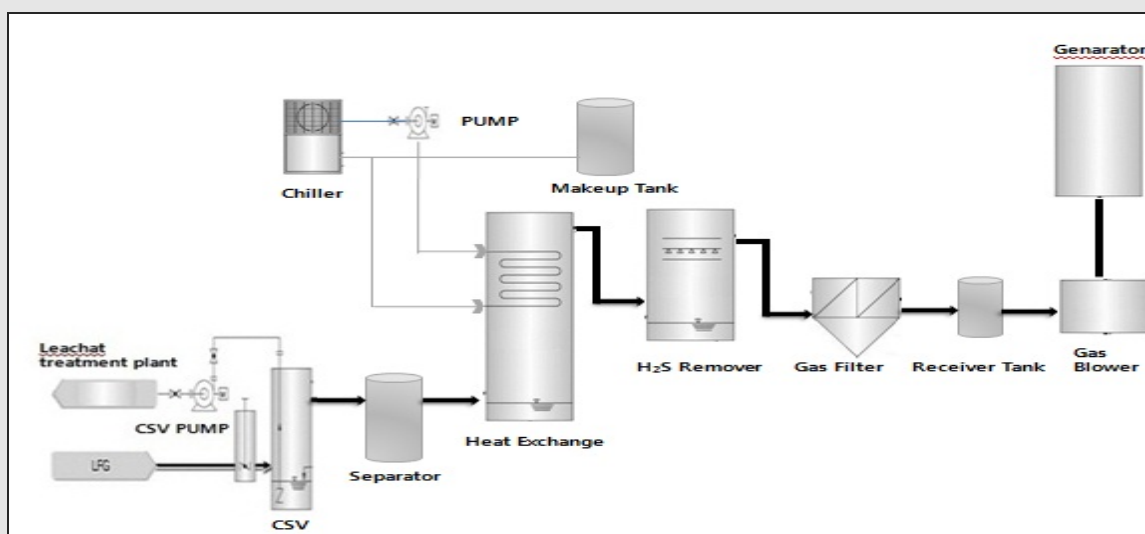 Genarator
PUMP
Chiller
Makeup Tank
Leachat
treatment plant
CSV PUMP
LFG
CSV
Separator
Heat Exchange
H₂S Remover
Gas Filter
Receiver Tank
Gas
Blower